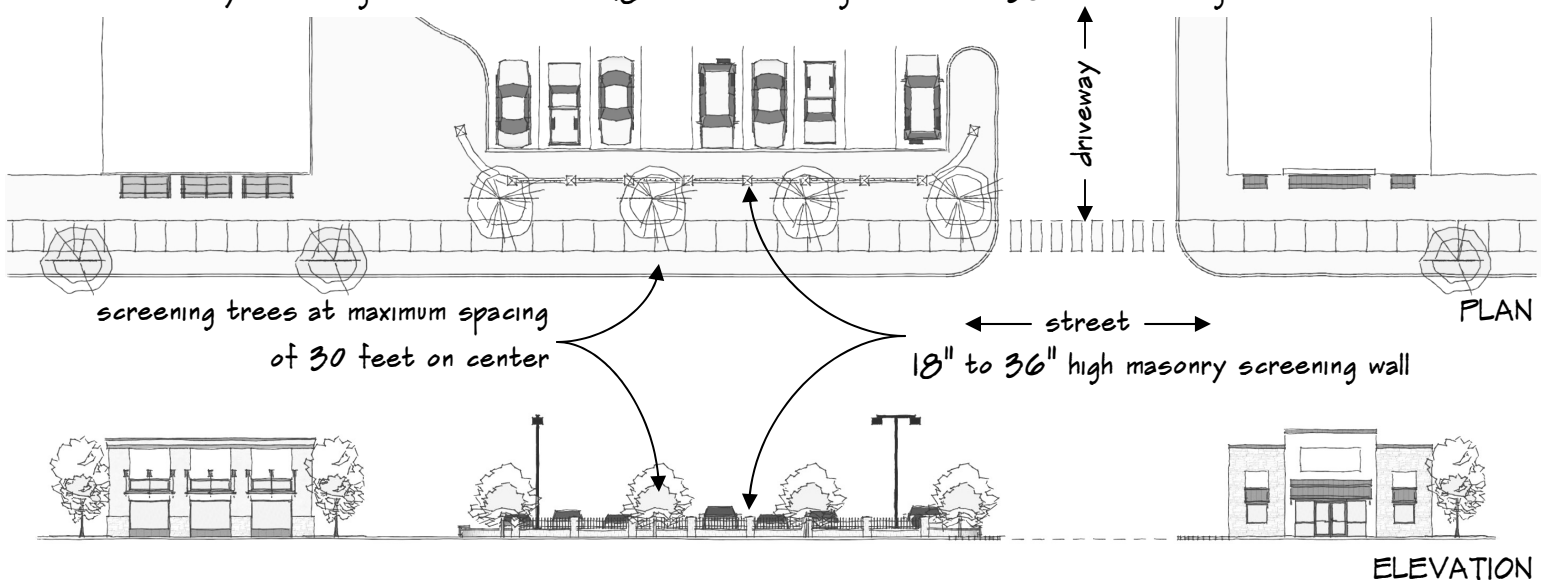 driveway
screening trees at maximum spacing
of 30 feet on center
street
18" to 36" high masonry screening wall
PLAN
ELEVATION